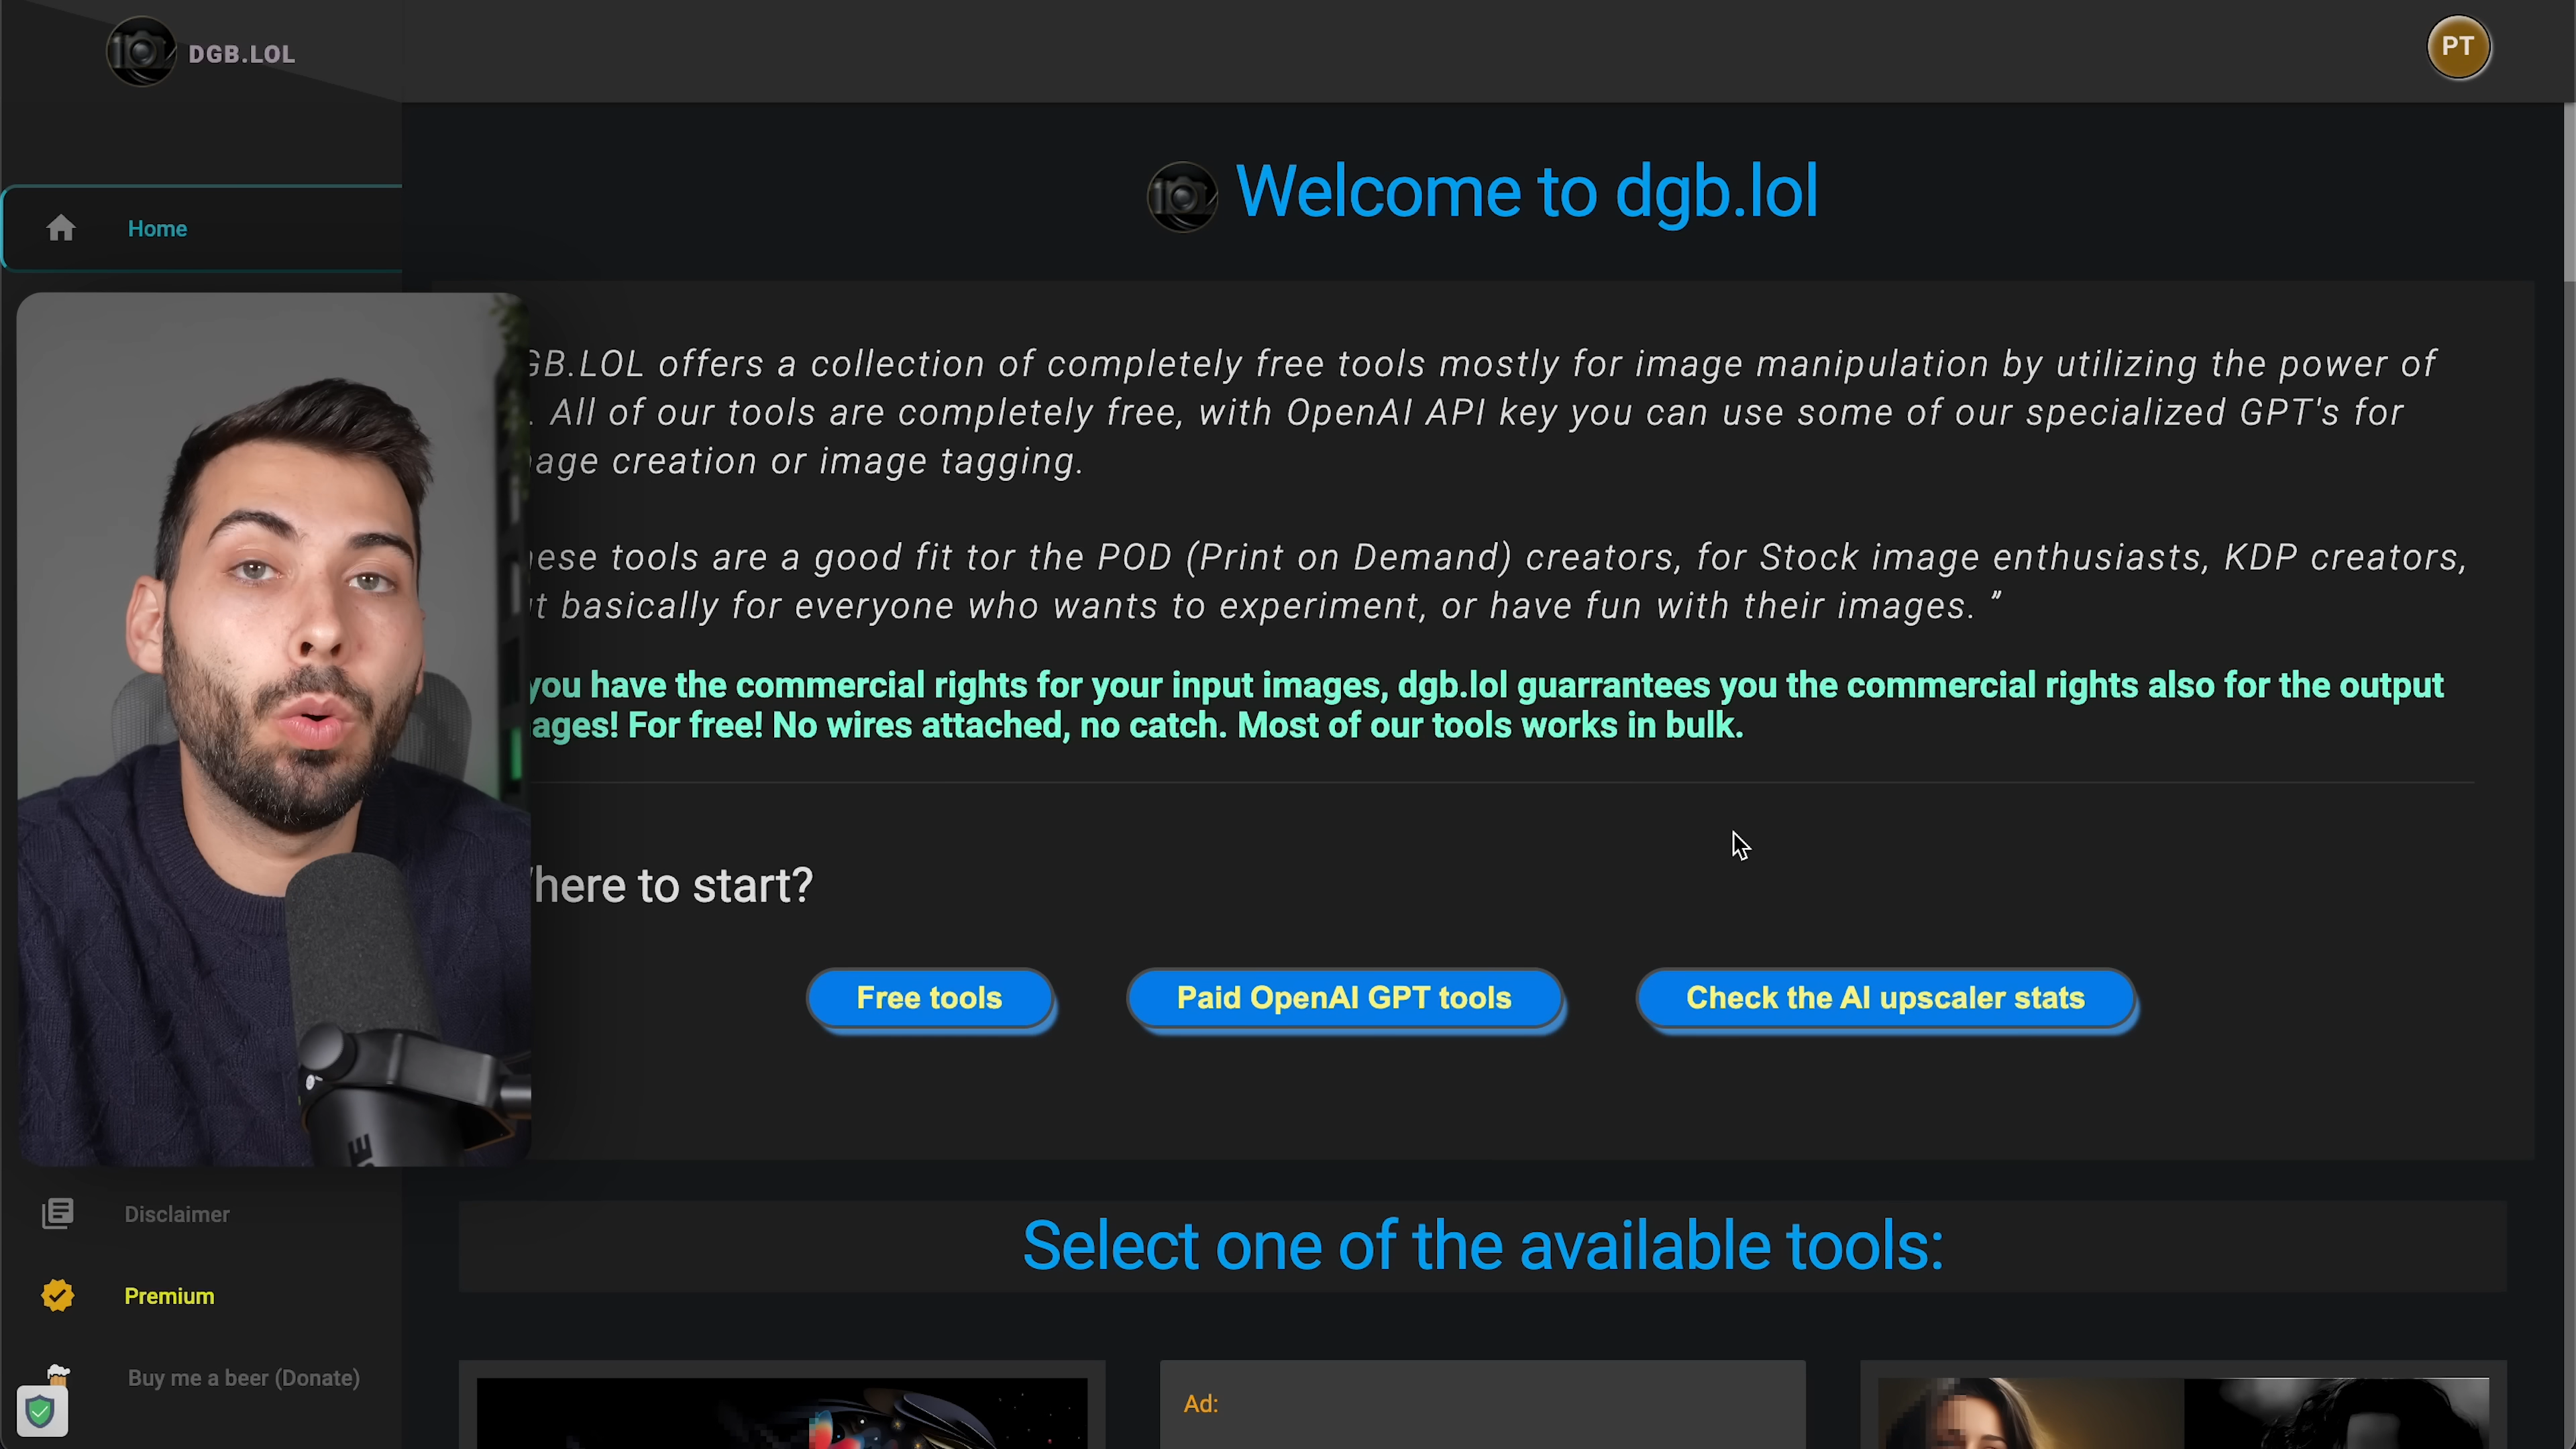 DGB.LOL
PT
Home
Welcome to dgb.lol
GB.LOL offers a collection of completely free tools mostly for image manipulation by utilizing the power of
. All of our tools are completely free, with OpenAI API key you can use some of our specialized GPT's for
age creation or image tagging.
ese tools are a good fit tor the POD (Print on Demand) creators, for Stock image enthusiasts, KDP creators,
t basically for everyone who wants to experiment, or have fun with their images. ”
you have the commercial rights for your input images, dgb.lol guarrantees you the commercial rights also for the output
ages! For free! No wires attached, no catch. Most of our tools works in bulk.
here to start?
Free tools
Paid OpenAI GPT tools
Check the AI upscaler stats
Disclaimer
Select one of the available tools:
Premium
Buy me a beer (Donate)
Ad: